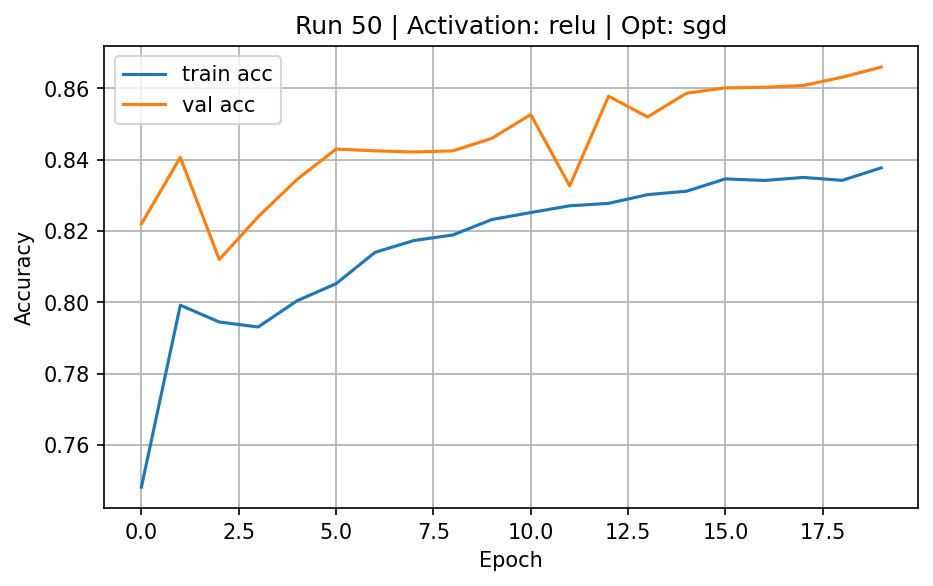 Run 50 | Activation: relu | Opt: sgd
train acc
val acc
0.86
0.84
0.82
0.80
0.78
0.76
Accuracy
0.0 2.5 5.0 7.5 10.0 12.5 15.0 17.5
Epoch